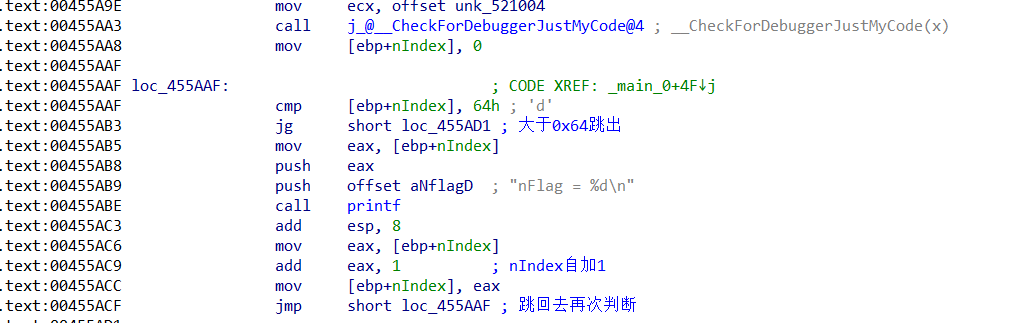 .text:00455A9E mov ecx, offset unk_521004
.text:00455AA3 call j_@__CheckForDebuggerJustMyCode@4 ; __CheckForDebuggerJustMyCode(x)
.text:00455AA8 mov [ebp+nIndex], 0
.text:00455AAF
.text:00455AAF loc_455AAF: ; CODE XREF: _main_0+4F↓j
.text:00455AAF cmp [ebp+nIndex], 64h ; 'd'
.text:00455AB3 jg short loc_455AD1 ; 大于0x64跳出
.text:00455AB5 mov eax, [ebp+nIndex]
.text:00455AB8 push eax
.text:00455AB9 push offset aNflagD ; "nFlag = %d\n"
.text:00455ABE call printf
.text:00455AC3 add esp, 8
.text:00455AC6 mov eax, [ebp+nIndex]
.text:00455AC9 add eax, 1 ; nIndex自加1
.text:00455ACC mov [ebp+nIndex], eax
.text:00455ACF jmp short loc_455AAF ; 跳回去再次判断